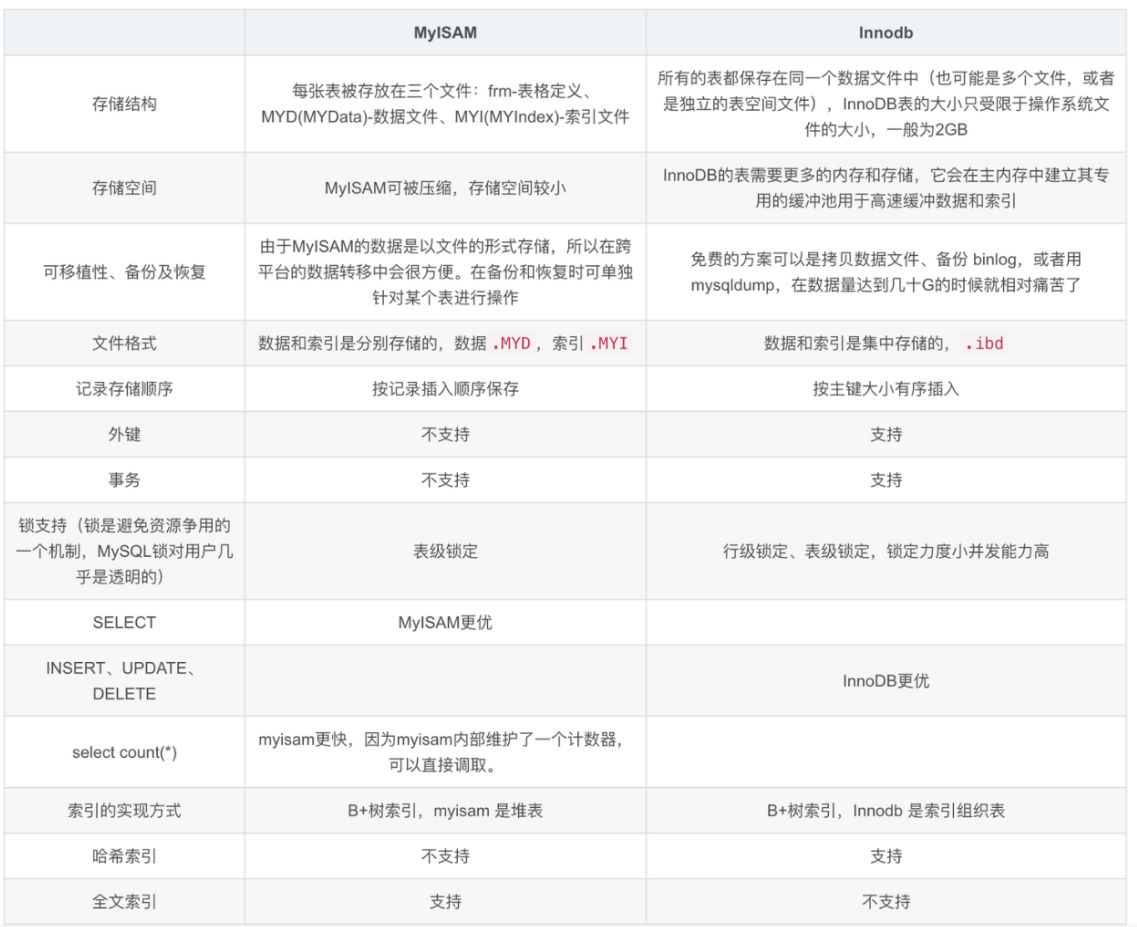 MyISAM
Innodb
存储结构
每张表被存放在三个文件：frm-表格定义、
MYD(MYData)-数据文件、MYI(MYIndex)-索引文件
所有的表都保存在同一个数据文件中（也可能是多个文件，或者
是独立的表空间文件），InnoDB表的大小只受限于操作系统文
件的大小，一般为2GB
存储空间
MyISAM可被压缩，存储空间较小
InnoDB的表需要更多的内存和存储，它会在主内存中建立其专
用的缓冲池用于高速缓冲数据和索引
可移植性、备份及恢复
由于MyISAM的数据是以文件的形式存储，所以在跨
平台的数据转移中会很方便。在备份和恢复时可单独
针对某个表进行操作
免费的方案可以是拷贝数据文件、备份 binlog，或者用
mysqldump，在数据量达到几十G的时候就相对痛苦了
文件格式
数据和索引是分别存储的，数据 .MYD ，索引 .MYI
数据和索引是集中存储的， .ibd
记录存储顺序
按记录插入顺序保存
按主键大小有序插入
外键
不支持
支持
事务
不支持
支持
锁支持（锁是避免资源争用的
一个机制，MySQL锁对用户几
乎是透明的）
表级锁定
行级锁定、表级锁定，锁定力度小并发能力高
SELECT
MyISAM更优
INSERT、UPDATE、
DELETE
InnoDB更优
select count(*)
myisam更快，因为myisam内部维护了一个计数器，
可以直接调取。
索引的实现方式
B+树索引，myisam 是堆表
B+树索引，Innodb 是索引组织表
哈希索引
不支持
支持
全文索引
支持
不支持